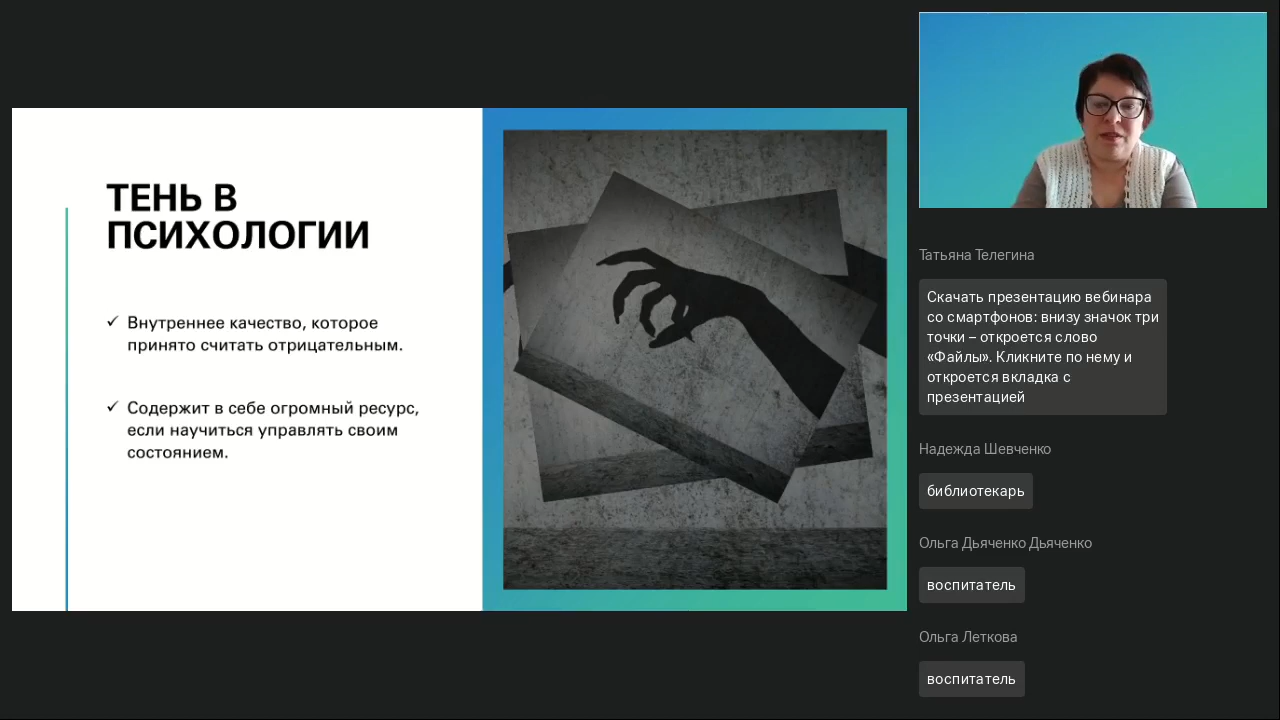 ТЕНЬ В
ПСИХОЛОГИИ
✓ Внутреннее качество, которое
принято считать отрицательным.
✓ Содержит в себе огромный ресурс,
если научиться управлять своим
состоянием.
Татьяна Телегина
Скачать презентацию вебинара
со смартфонов: внизу значок три
точки – откроется слово
«Файлы». Кликните по нему и
откроется вкладка с
презентацией
Надежда Шевченко
библиотекарь
Ольга Дьяченко Дьяченко
воспитатель
Ольга Леткова
воспитатель